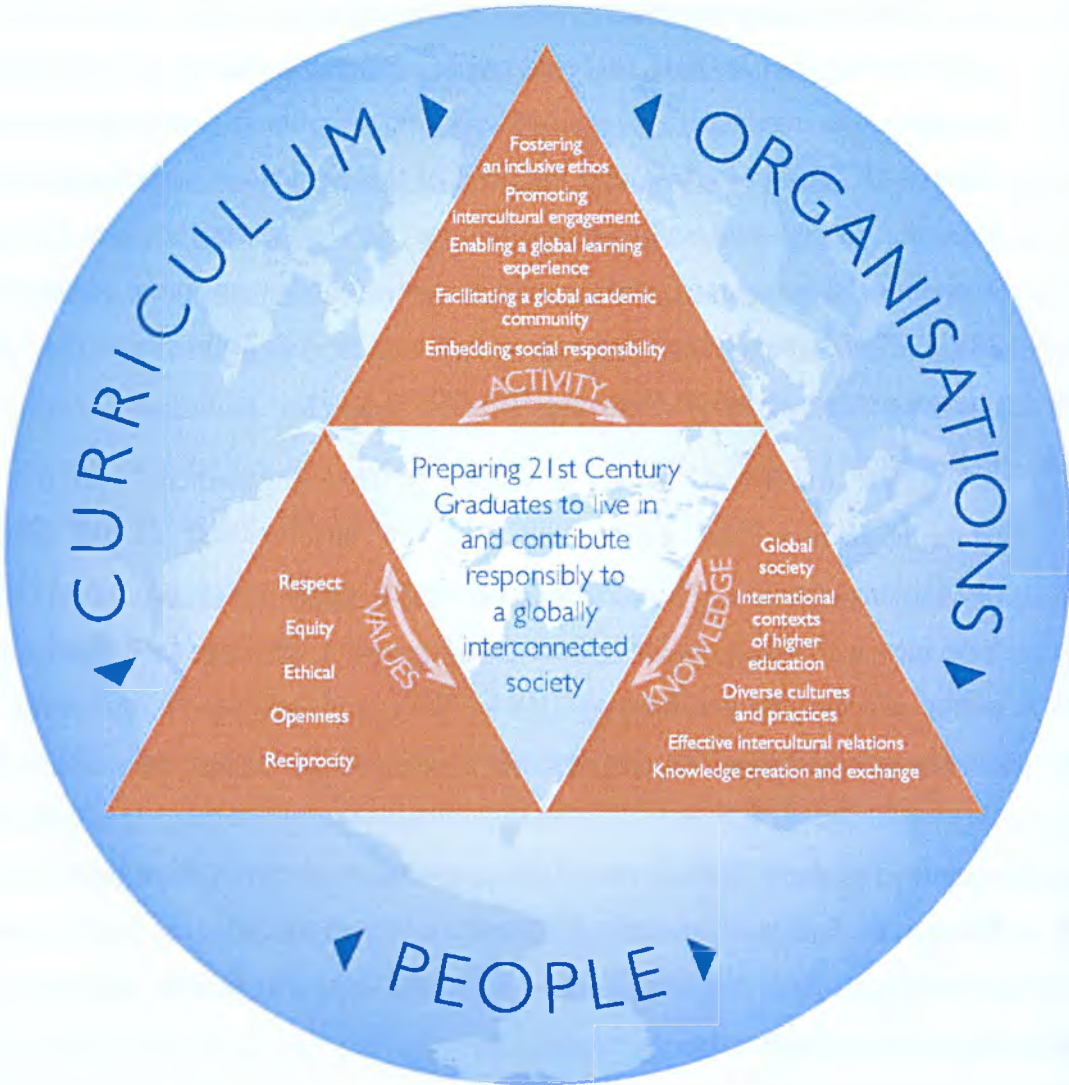 CURRICULUM
ORGANISATIONS
Fostering
an inclusive ethos
Promoting
intercultural engagement
Enabling a global learning
experience
Facilitating a global academic
community
Embedding social responsibility
ACTIVITY
Preparing 21st Century
Graduates to live in
and contribute
responsibly to
a globally
interconnected
society
Respect
Equity
Ethical
Openness
Reciprocity
VALUES
KNOWLEDGE
Global
society
International
contexts
of higher
education
Diverse cultures
and practices
Effective intercultural relations
Knowledge creation and exchange
PEOPLE